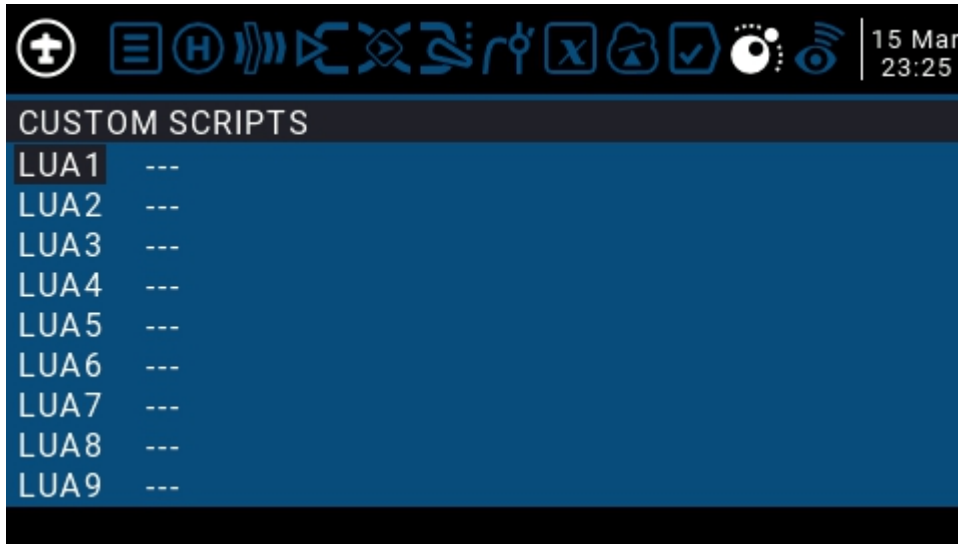 15 Mar
23:25
CUSTOM SCRIPTS
LUA1 ---
LUA2 ---
LUA3 ---
LUA4 ---
LUA5 ---
LUA6 ---
LUA7 ---
LUA8 ---
LUA9 ---